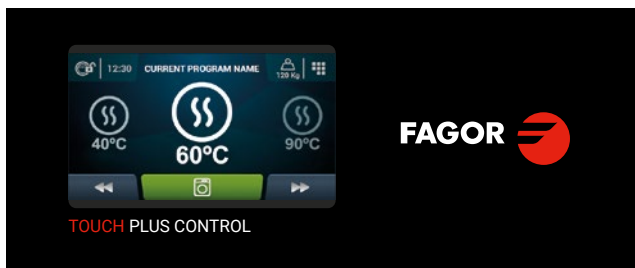 12:30 CURRENT PROGRAM NAME 120 Kg
40ºC 60ºC 90ºC
FAGOR
TOUCH PLUS CONTROL